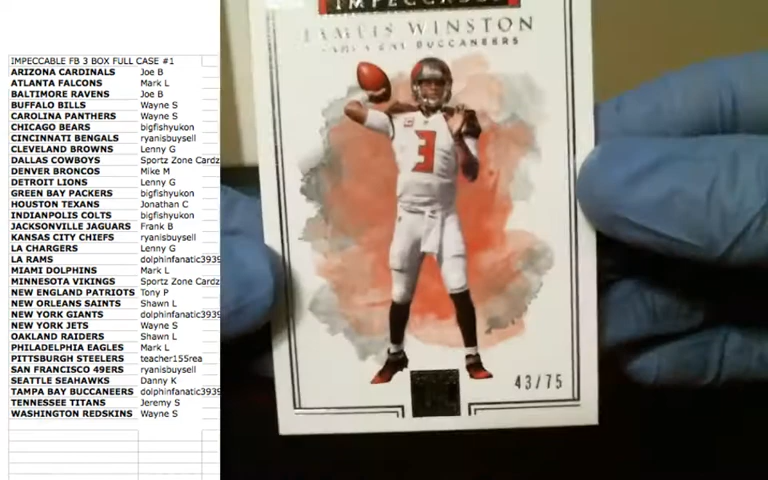 IMPECCABLE FB 3 BOX FULL CASE #1
ARIZONA CARDINALS Joe B
ATLANTA FALCONS Mark L
BALTIMORE RAVENS Joe B
BUFFALO BILLS Wayne S
CAROLINA PANTHERS Wayne S
CHICAGO BEARS bigfishyukon
CINCINNATI BENGALS ryanisbuysell
CLEVELAND BROWNS Lenny G
DALLAS COWBOYS Sportz Zone Cardz
DENVER BRONCOS Mike M
DETROIT LIONS Lenny G
GREEN BAY PACKERS bigfishyukon
HOUSTON TEXANS Jonathan C
INDIANPOLIS COLTS bigfishyukon
JACKSONVILLE JAGUARS Frank B
KANSAS CITY CHIEFS ryanisbuysell
LA CHARGERS Lenny G
LA RAMS dolphinfanatic3939
MIAMI DOLPHINS Mark L
MINNESOTA VIKINGS Sportz Zone Cardz
NEW ENGLAND PATRIOTS Tony P
NEW ORLEANS SAINTS Shawn L
NEW YORK GIANTS dolphinfanatic3939
NEW YORK JETS Wayne S
OAKLAND RAIDERS Shawn L
PHILADELPHIA EAGLES Mark L
PITTSBURGH STEELERS teacher155rea
SAN FRANCISCO 49ERS ryanisbuysell
SEATTLE SEAHAWKS Danny K
TAMPA BAY BUCCANEERS dolphinfanatic3939
TENNESSEE TITANS Jeremy S
WASHINGTON REDSKINS Wayne S
IMPECCABLE
JAMEIS WINSTON
TAMPA BAY BUCCANEERS
3
43/75